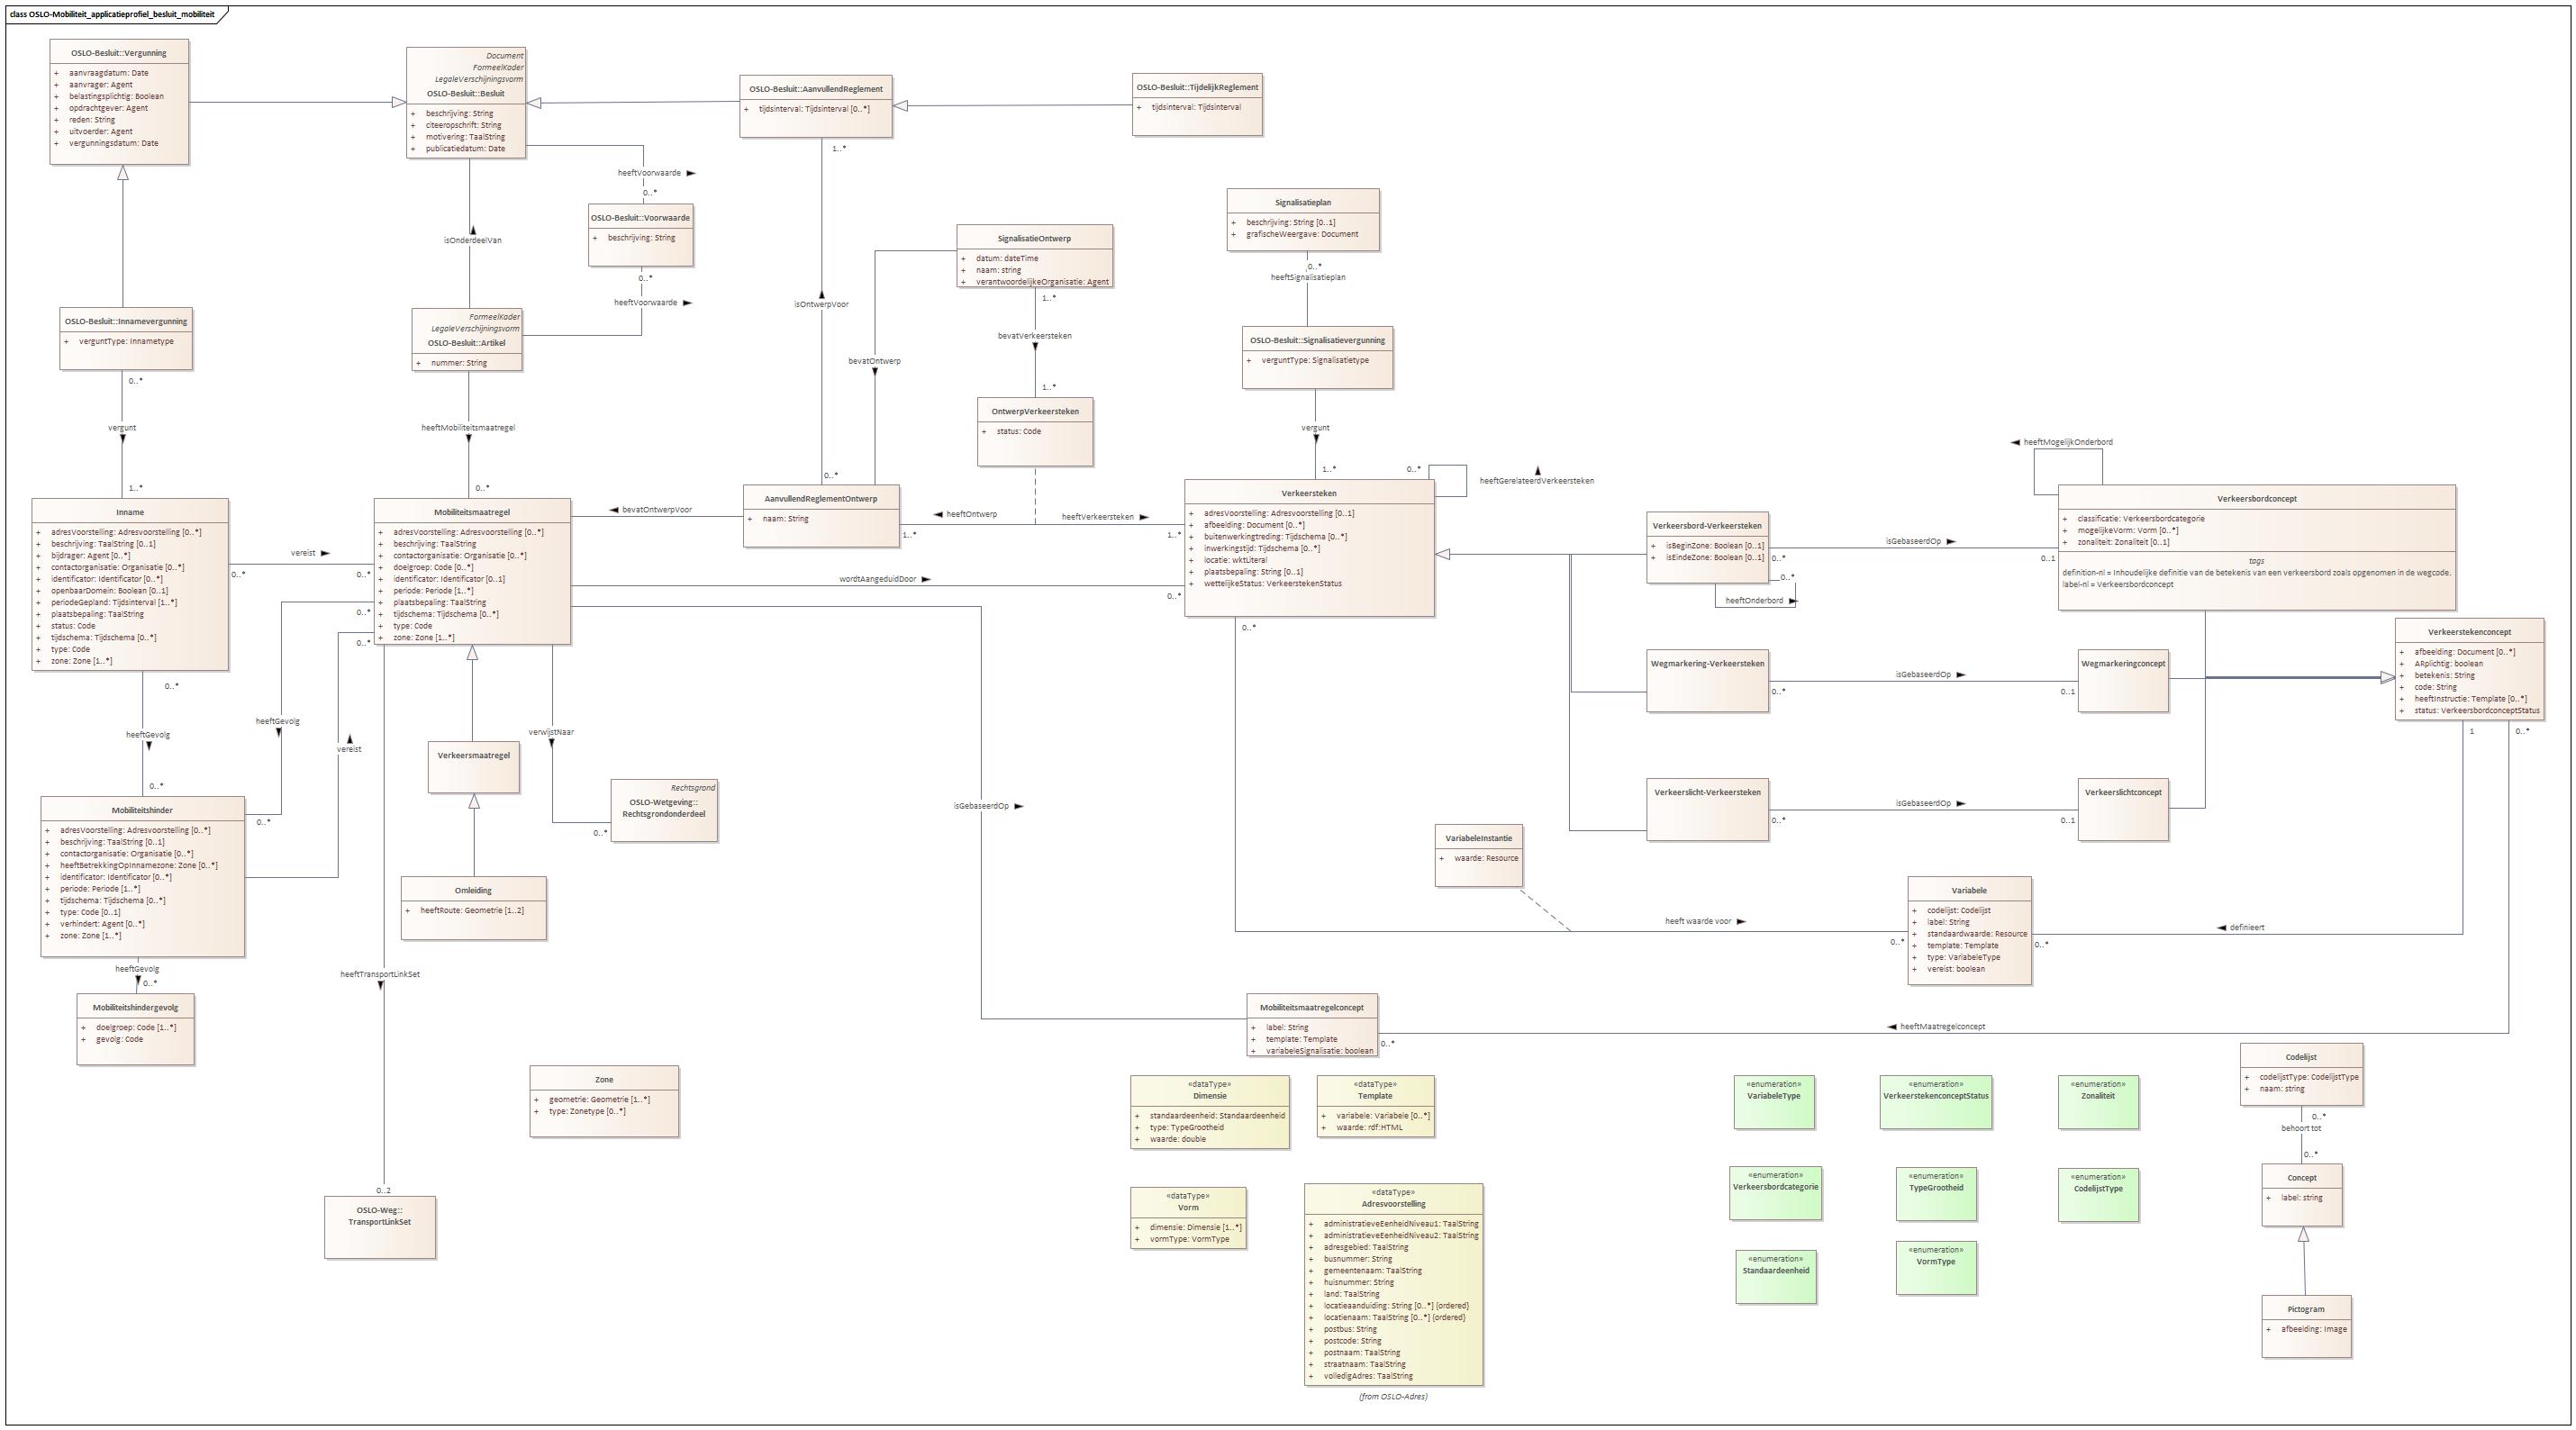 class OSLO-Mobiliteit_applicatieprofiel_besluit_mobiliteit
OSLO-Besluit::Vergunning
+ aanvraagdatum: Date
+ aanvrager: Agent
+ belastingsplichtig: Boolean
+ opdrachtgever: Agent
+ reden: String
+ uitvoerder: Agent
+ vergunningsdatum: Date
Document
FormeelKader
LegaleVerschijningsvorm
OSLO-Besluit::Besluit
+ beschrijving: String
+ citeeropschrift: String
+ motivering: TaalString
+ publicatiedatum: Date
OSLO-Besluit::AanvullendReglement
+ tijdsinterval: Tijdsinterval [0..*]
1..*
OSLO-Besluit::TijdelijkReglement
+ tijdsinterval: Tijdsinterval
heeftVoorwaarde
0..*
OSLO-Besluit::Voorwaarde
+ beschrijving: String
0..*
heeftVoorwaarde
isOnderdeelVan
FormeelKader
LegaleVerschijningsvorm
OSLO-Besluit::Artikel
+ nummer: String
OSLO-Besluit::Innamevergunning
+ verguntType: Innametype
0..*
vergunt
1..*
heeftMobiliteitsmaatregel
0..*
isOntwerpVoor
0..*
SignalisatieOntwerp
+ datum: dateTime
+ naam: string
+ verantwoordelijkeOrganisatie: Agent
1..*
bevatVerkeersteken
1..*
bevatOntwerp
OntwerpVerkeersteken
+ status: Code
Signalisatieplan
+ beschrijving: String [0..1]
+ grafischeWeergave: Document
0..*
heeftSignalisatieplan
OSLO-Besluit::Signalisatievergunning
+ verguntType: Signalisatietype
vergunt
1..*
0..*
heeftGerelateerdVerkeersteken
heeftMogelijkOnderbord
Inname
+ adresVoorstelling: Adresvoorstelling [0..*]
+ beschrijving: TaalString [0..1]
+ bijdrager: Agent [0..*]
+ contactorganisatie: Organisatie [0..*]
+ identificator: Identificator [0..*]
+ openbaarDomein: Boolean [0..1]
+ periodeGepland: Tijdsinterval [1..*]
+ plaatsbepaling: TaalString
+ status: Code
+ tijdschema: Tijdschema [0..*]
+ type: Code
+ zone: Zone [1..*]
vereist
0..*
0..*
Mobiliteitsmaatregel
+ adresVoorstelling: Adresvoorstelling [0..*]
+ beschrijving: TaalString
+ contactorganisatie: Organisatie [0..*]
+ doelgroep: Code [0..*]
+ identificator: Identificator [0..1]
+ periode: Periode [1..*]
+ plaatsbepaling: TaalString
+ tijdschema: Tijdschema [0..*]
+ type: Code
+ zone: Zone [1..*]
0..*
0..*
bevatOntwerpVoor
AanvullendReglementOntwerp
+ naam: String
1..*
heeftOntwerp
heeftVerkeersteken
1..*
wordtAangeduidDoor
0..*
Verkeersteken
+ adresVoorstelling: Adresvoorstelling [0..1]
+ afbeelding: Document [0..*]
+ buitenwerkingtreding: Tijdschema [0..*]
+ inwerkingstijd: Tijdschema [0..*]
+ locatie: wktLiteral
+ plaatsbepaling: String [0..1]
+ wettelijkeStatus: VerkeerstekenStatus
0..*
Verkeersbord-Verkeersteken
+ isBeginZone: Boolean [0..1]
+ isEindeZone: Boolean [0..1]
0..*
0..*
heeftOnderbord
isGebaseerdOp
0..1
Verkeersbordconcept
+ classificatie: Verkeersbordcategorie
+ mogelijkeVorm: Vorm [0..*]
+ zonaliteit: Zonaliteit [0..1]
tags
definition-nl = Inhoudelijke definitie van de betekenis van een verkeersbord zoals opgenomen in de wegcode.
label-nl = Verkeersbordconcept
Wegmarkering-Verkeersteken
0..*
isGebaseerdOp
0..1
Wegmarkeringconcept
Verkeerstekenconcept
+ afbeelding: Document [0..*]
+ ARplichtig: boolean
+ betekenis: String
+ code: String
+ heeftInstructie: Template [0..*]
+ status: VerkeersbordconceptStatus
1
0..*
Verkeerslicht-Verkeersteken
0..*
isGebaseerdOp
0..1
Verkeerslichtconcept
0..*
heeftGevolg
0..*
heeftGevolg
0..*
vereist
Verkeersmaatregel
verwijstNaar
0..*
Rechtsgrond
OSLO-Wetgeving::
Rechtsgrondonderdeel
isGebaseerdOp
Mobiliteitshinder
+ adresVoorstelling: Adresvoorstelling [0..*]
+ beschrijving: TaalString [0..1]
+ contactorganisatie: Organisatie [0..*]
+ heeftBetrekkingOpInnamezone: Zone [0..*]
+ identificator: Identificator [0..*]
+ periode: Periode [1..*]
+ tijdschema: Tijdschema [0..*]
+ type: Code [0..1]
+ verhindert: Agent [0..*]
+ zone: Zone [1..*]
heeftGevolg
0..*
Mobiliteitshindergevolg
+ doelgroep: Code [1..*]
+ gevolg: Code
Omleiding
+ heeftRoute: Geometrie [1..2]
heeftTransportLinkSet
0..2
OSLO-Weg::
TransportLinkSet
Zone
+ geometrie: Geometrie [1..*]
+ type: Zonetype [0..*]
VariabeleInstantie
+ waarde: Resource
heeft waarde voor
0..*
Variabele
+ codelijst: Codelijst
+ label: String
+ standaardwaarde: Resource
+ template: Template
+ type: VariabeleType
+ vereist: boolean
0..*
definieert
Mobiliteitsmaatregelconcept
+ label: String
+ template: Template
+ variabeleSignalisatie: boolean
0..*
heeftMaatregelconcept
«dataType»
Dimensie
+ standaardeenheid: Standaardeenheid
+ type: TypeGrootheid
+ waarde: double
«dataType»
Template
+ variabele: Variabele [0..*]
+ waarde: rdf:HTML
«dataType»
Vorm
+ dimensie: Dimensie [1..*]
+ vormType: VormType
«dataType»
Adresvoorstelling
+ administratieveEenheidNiveau1: TaalString
+ administratieveEenheidNiveau2: TaalString
+ adresgebied: TaalString
+ busnummer: String
+ gemeentenaam: TaalString
+ huisnummer: String
+ land: TaalString
+ locatieaanduiding: String [0..*] {ordered}
+ locatienaam: TaalString [0..*] {ordered}
+ postbus: String
+ postcode: String
+ postnaam: TaalString
+ straatnaam: TaalString
+ volledigAdres: TaalString
(from OSLO-Adres)
«enumeration»
VariabeleType
«enumeration»
VerkeerstekenconceptStatus
«enumeration»
Zonaliteit
«enumeration»
Verkeersbordcategorie
«enumeration»
TypeGrootheid
«enumeration»
CodelijstType
«enumeration»
Standaardeenheid
«enumeration»
VormType
Codelijst
+ codelijstType: CodelijstType
+ naam: string
0..*
behoort tot
0..*
Concept
+ label: string
Pictogram
+ afbeelding: Image